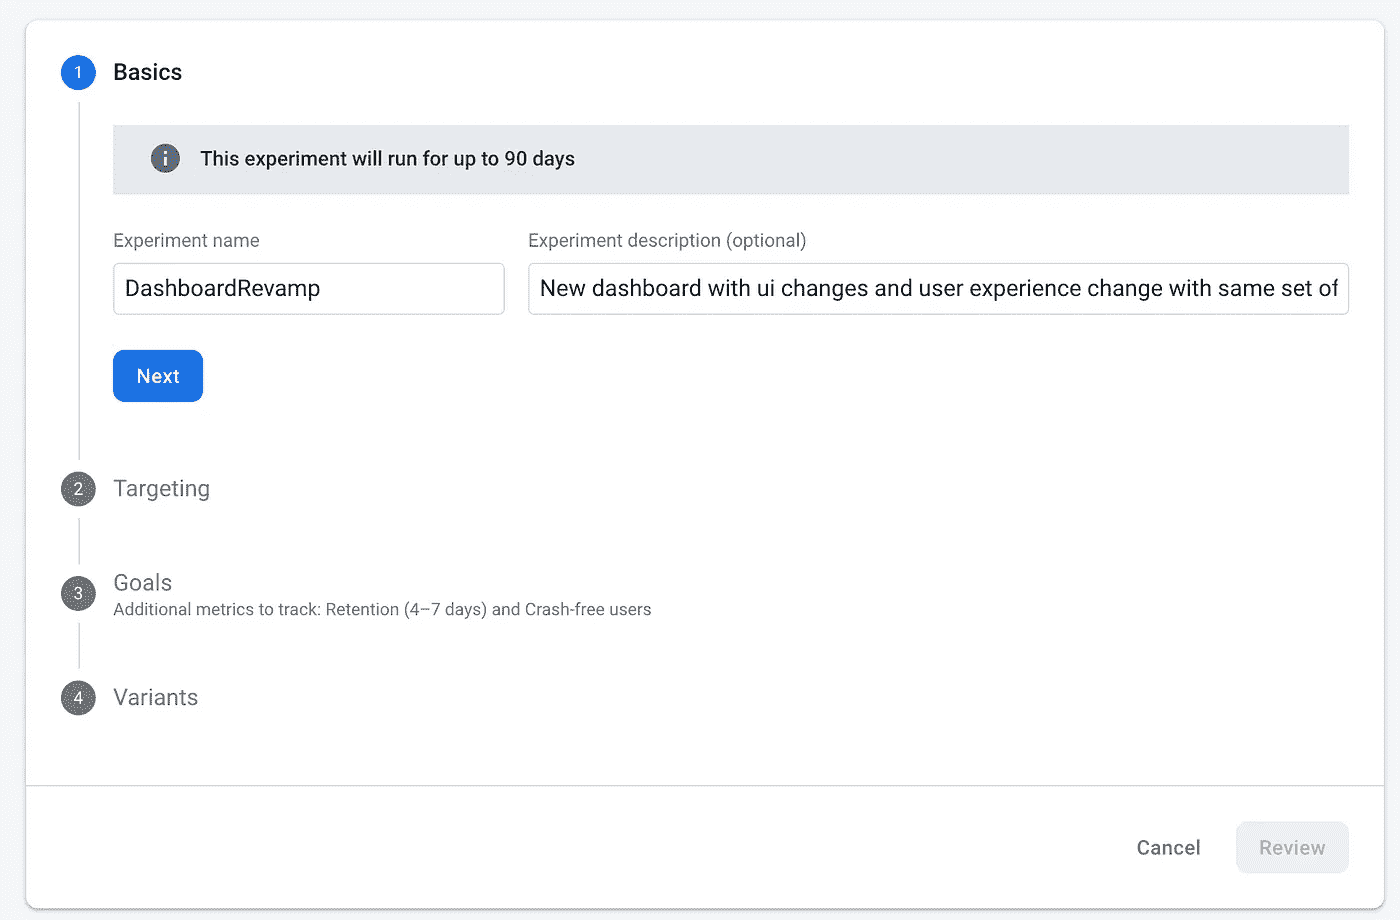 1 Basics
i This experiment will run for up to 90 days
Experiment name
Experiment description (optional)
DashboardRevamp
New dashboard with ui changes and user experience change with same set of
Next
2 Targeting
3 Goals
Additional metrics to track: Retention (4–7 days) and Crash-free users
4 Variants
Cancel
Review